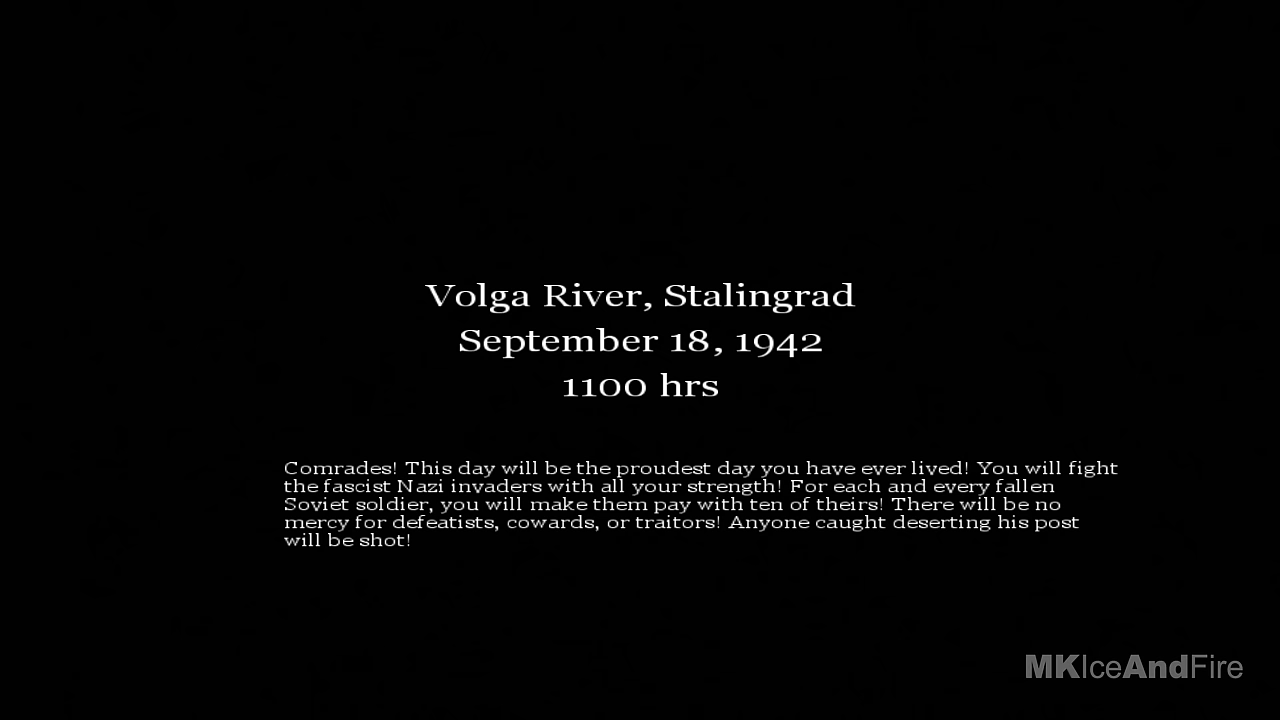 Volga River, Stalingrad
September 18, 1942
1100 hrs
Comrades! This day will be the proudest day you have ever lived! You will fight
the fascist Nazi invaders with all your strength! For each and every fallen
Soviet soldier, you will make them pay with ten of theirs! There will be no
mercy for defeatists, cowards, or traitors! Anyone caught deserting his post
will be shot!
MKIceAndFire